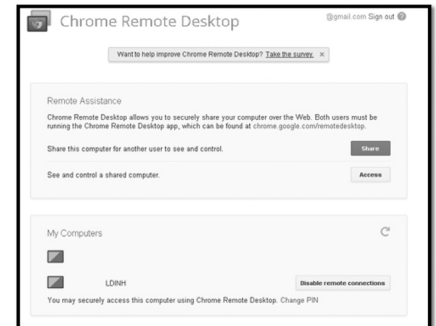 Chrome Remote Desktop
@gmail.com Sign out
Want to help improve Chrome Remote Desktop? Take the survey. ×
Remote Assistance
Chrome Remote Desktop allows you to securely share your computer over the Web. Both users must be
running the Chrome Remote Desktop app, which can be found at chrome.google.com/remotedesktop.
Share this computer for another user to see and control.
Share
See and control a shared computer.
Access
My Computers
LDINH
Disable remote connections
You may securely access this computer using Chrome Remote Desktop. Change PIN